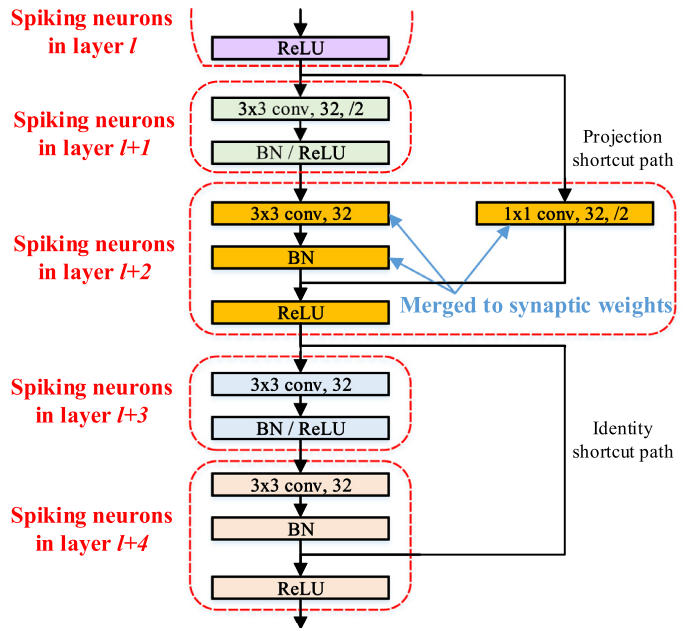 Spiking neurons
in layer l
ReLU
Spiking neurons
in layer l+1
3x3 conv, 32, /2
BN / ReLU
Projection
shortcut path
Spiking neurons
in layer l+2
3x3 conv, 32
1x1 conv, 32, /2
BN
Merged to synaptic weights
ReLU
Spiking neurons
in layer l+3
3x3 conv, 32
BN / ReLU
Identity
shortcut path
Spiking neurons
in layer l+4
3x3 conv, 32
BN
ReLU